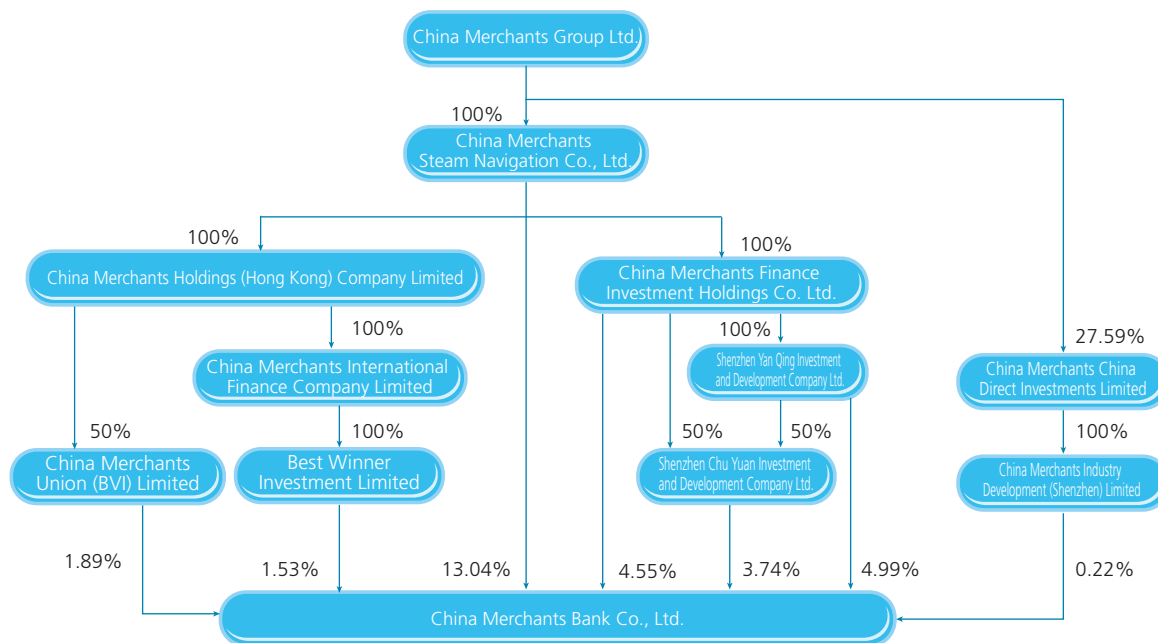 China Merchants Group Ltd.
100%
China Merchants
Steam Navigation Co., Ltd.
100%
100%
China Merchants Holdings (Hong Kong) Company Limited
China Merchants Finance
Investment Holdings Co. Ltd.
100%
100%
27.59%
China Merchants International
Finance Company Limited
Shenzhen Yan Qing Investment
and Development Company Ltd.
China Merchants China
Direct Investments Limited
50%
100%
50%
50%
100%
China Merchants
Union (BVI) Limited
Best Winner
Investment Limited
Shenzhen Chu Yuan Investment
and Development Company Ltd.
China Merchants Industry
Development (Shenzhen) Limited
1.89%
1.53%
13.04%
4.55%
3.74%
4.99%
0.22%
China Merchants Bank Co., Ltd.